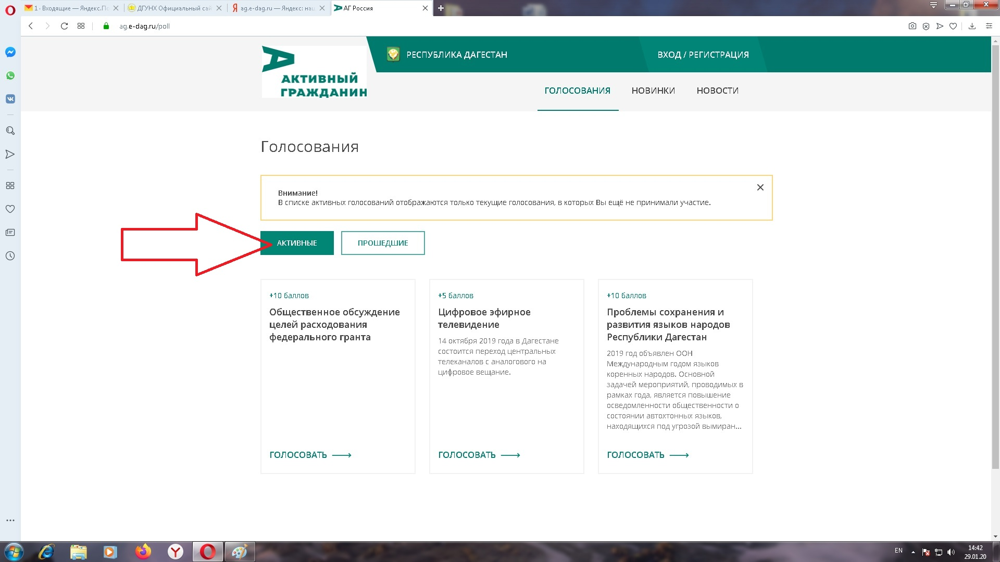 1 · Входящие — Яндекс.По
ДГУНХ Официальный сай
ag.e-dag.ru — Яндекс: наш
АГ Россия
ag.e-dag.ru/poll
АКТИВНЫЙ
ГРАЖДАНИН
РЕСПУБЛИКА ДАГЕСТАН
ВХОД / РЕГИСТРАЦИЯ
ГОЛОСОВАНИЯ
НОВИНКИ
НОВОСТИ
Голосования
Внимание!
В списке активных голосований отображаются только текущие голосования, в которых Вы ещё не принимали участие.
АКТИВНЫЕ
ПРОШЕДШИЕ
+10 баллов
Общественное обсуждение
целей расходования
федерального гранта
ГОЛОСОВАТЬ
+5 баллов
Цифровое эфирное
телевидение
14 октября 2019 года в Дагестане
состоится переход центральных
телеканалов с аналогового на
цифровое вещание.
ГОЛОСОВАТЬ
+10 баллов
Проблемы сохранения и
развития языков народов
Республики Дагестан
2019 год объявлен ООН
Международным годом языков
коренных народов. Основной
задачей мероприятий, проводимых в
рамках года, является повышение
осведомленности общественности о
состоянии автохтонных языков,
находящихся под угрозой вымиран...
ГОЛОСОВАТЬ
EN
14:42
29.01.20